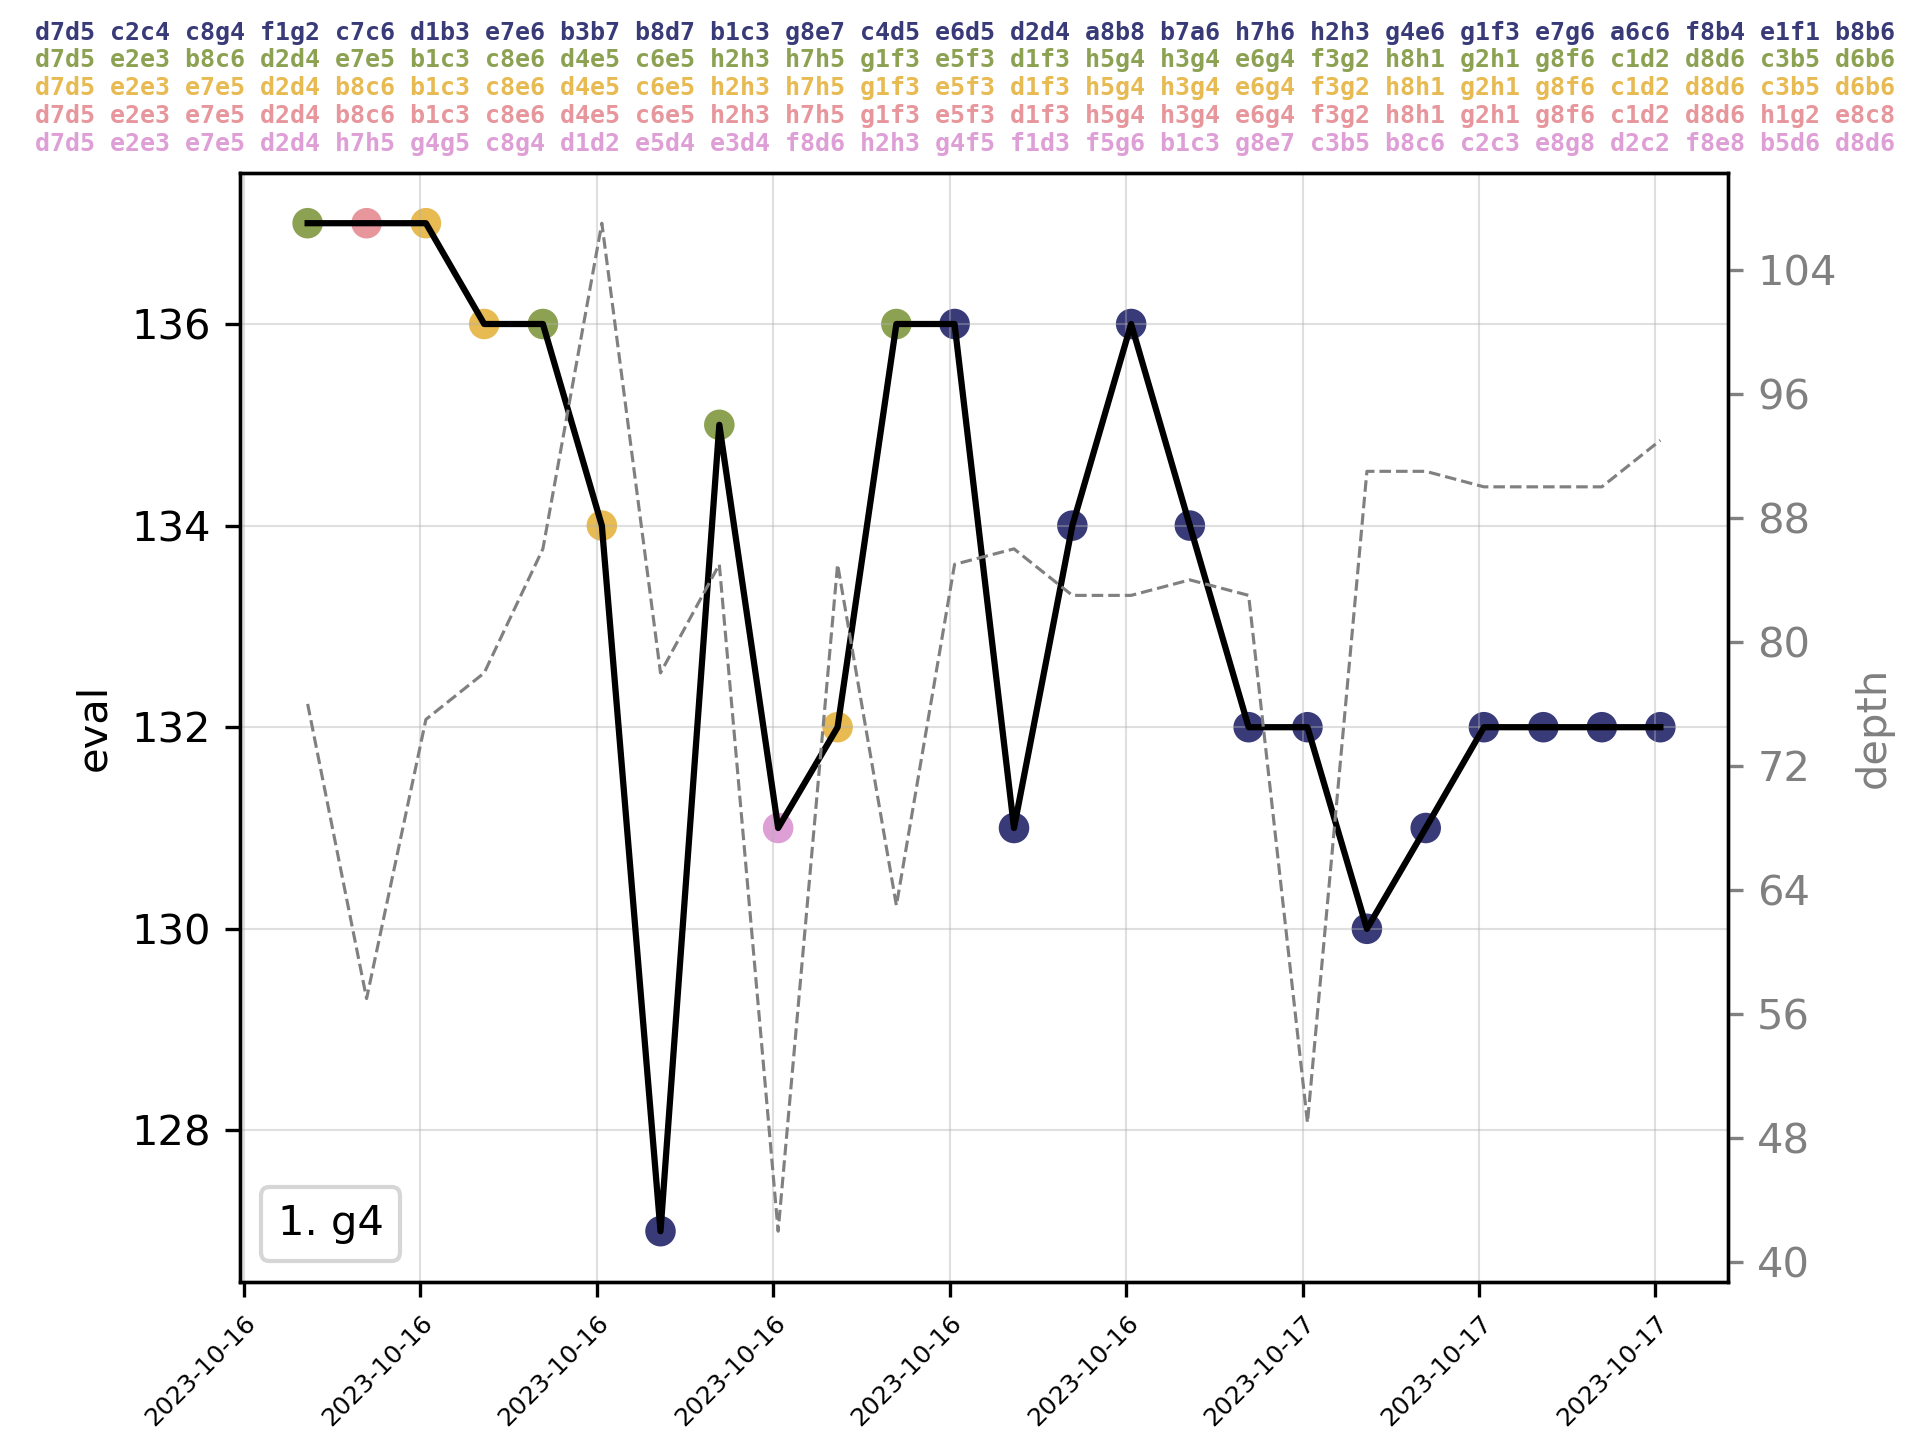 d7d5 c2c4 c8g4 f1g2 c7c6 d1b3 e7e6 b3b7 b8d7 b1c3 g8e7 c4d5 e6d5 d2d4 a8b8 b7a6 h7h6 h2h3 g4e6 g1f3 e7g6 a6c6 f8b4 e1f1 b8b6
d7d5 e2e3 b8c6 d2d4 e7e5 b1c3 c8e6 d4e5 c6e5 h2h3 h7h5 g1f3 e5f3 d1f3 h5g4 h3g4 e6g4 f3g2 h8h1 g2h1 g8f6 c1d2 d8d6 c3b5 d6b6
d7d5 e2e3 e7e5 d2d4 b8c6 b1c3 c8e6 d4e5 c6e5 h2h3 h7h5 g1f3 e5f3 d1f3 h5g4 h3g4 e6g4 f3g2 h8h1 g2h1 g8f6 c1d2 d8d6 c3b5 d6b6
d7d5 e2e3 e7e5 d2d4 b8c6 b1c3 c8e6 d4e5 c6e5 h2h3 h7h5 g1f3 e5f3 d1f3 h5g4 h3g4 e6g4 f3g2 h8h1 g2h1 g8f6 c1d2 d8d6 h1g2 e8c8
d7d5 e2e3 e7e5 d2d4 h7h5 g4g5 c8g4 d1d2 e5d4 e3d4 f8d6 h2h3 g4f5 f1d3 f5g6 b1c3 g8e7 c3b5 b8c6 c2c3 e8g8 d2c2 f8e8 b5d6 d8d6
136
134
132
130
128
eval
104
96
88
80
72
64
56
48
40
depth
1. g4
2023-10-16
2023-10-16
2023-10-16
2023-10-16
2023-10-16
2023-10-16
2023-10-17
2023-10-17
2023-10-17